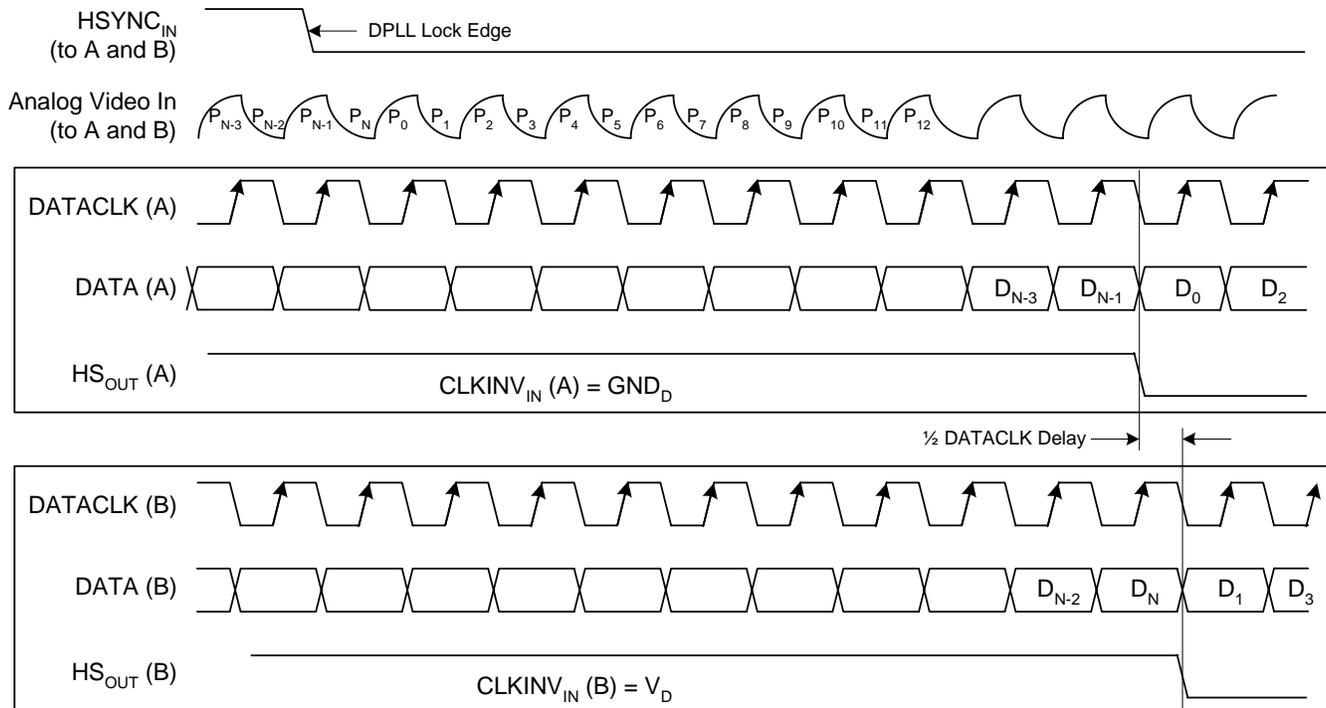 HSYNC_IN
(to A and B)
DPLL Lock Edge
Analog Video In
(to A and B)
P_N-3 P_N-2 P_N-1 P_N P_0 P_1 P_2 P_3 P_4 P_5 P_6 P_7 P_8 P_9 P_10 P_11 P_12
DATACLK (A)
DATA (A)
D_N-3 D_N-1 D_0 D_2
HS_OUT (A)
CLKINV_IN (A) = GND_D
½ DATACLK Delay
DATACLK (B)
DATA (B)
D_N-2 D_N D_1 D_3
HS_OUT (B)
CLKINV_IN (B) = V_D